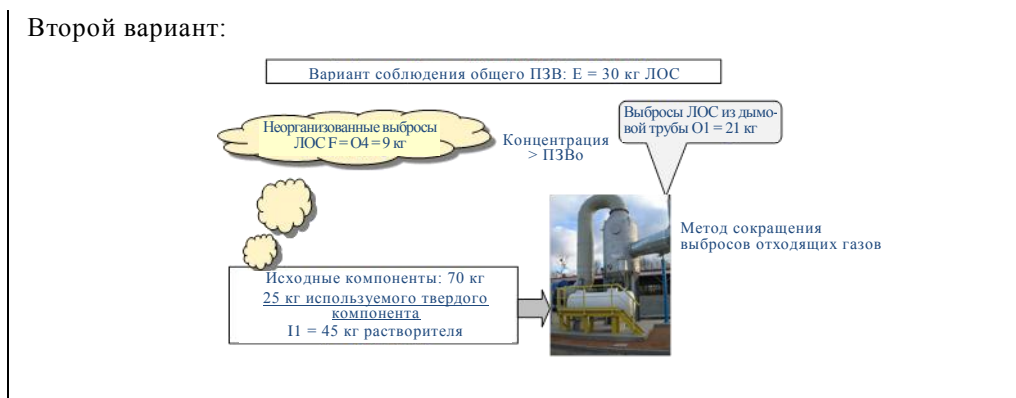 Второй вариант:
Вариант соблюдения общего ПЗВ: E = 30 кг ЛОС
Неорганизованные выбросы
ЛОС F = O4 = 9 кг
Концентрация
> ПЗВо
Выбросы ЛОС из дымо-
вой трубы O1 = 21 кг
Метод сокращения
выбросов отходящих газов
Исходные компоненты: 70 кг
25 кг используемого твердого
компонента
I1 = 45 кг растворителя